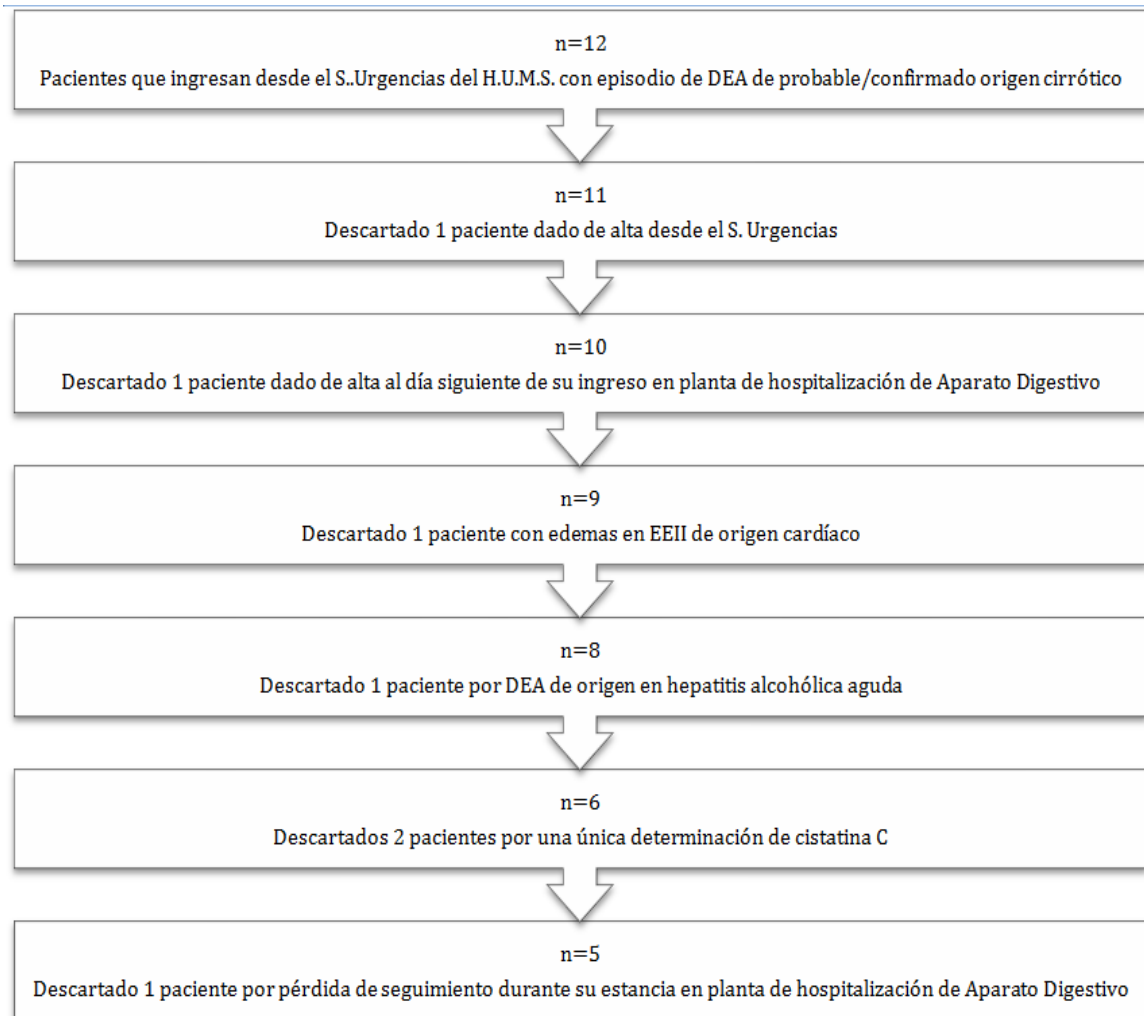 n=12
Pacientes que ingresan desde el S..Urgencias del H.U.M.S. con episodio de DEA de probable/confirmado origen cirrótico
n=11
Descartado 1 paciente dado de alta desde el S. Urgencias
n=10
Descartado 1 paciente dado de alta al día siguiente de su ingreso en planta de hospitalización de Aparato Digestivo
n=9
Descartado 1 paciente con edemas en EEII de origen cardíaco
n=8
Descartado 1 paciente por DEA de origen en hepatitis alcohólica aguda
n=6
Descartados 2 pacientes por una única determinación de cistatina C
n=5
Descartado 1 paciente por pérdida de seguimiento durante su estancia en planta de hospitalización de Aparato Digestivo